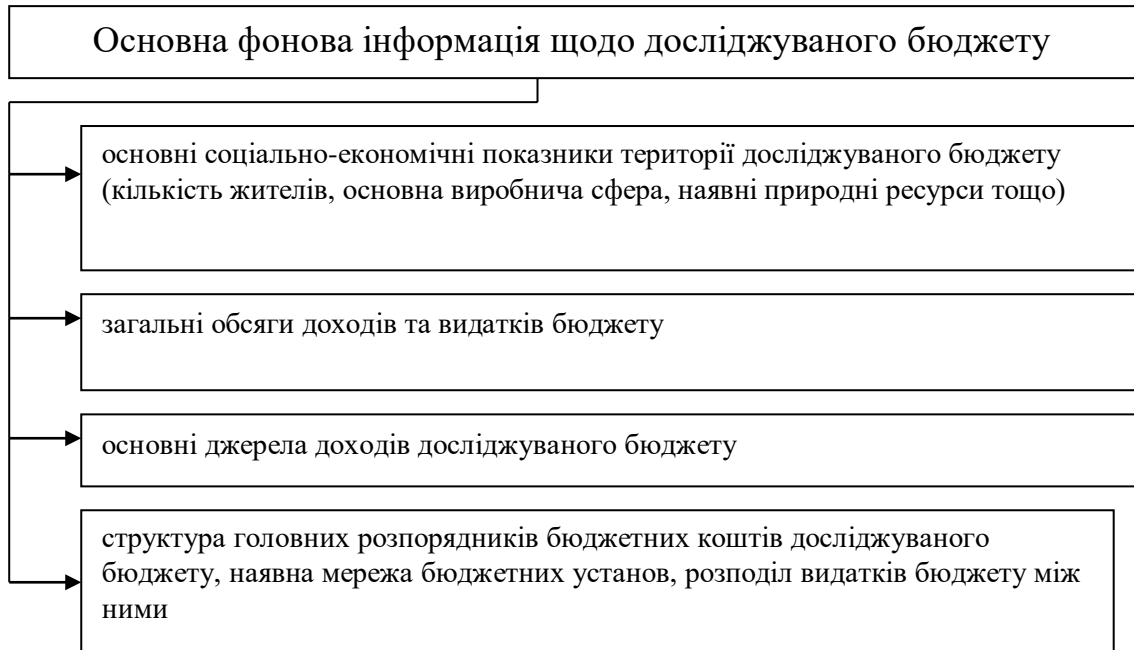 Основна фонова інформація щодо досліджуваного бюджету
основні соціально-економічні показники території досліджуваного бюджету
(кількість жителів, основна виробнича сфера, наявні природні ресурси тощо)
загальні обсяги доходів та видатків бюджету
основні джерела доходів досліджуваного бюджету
структура головних розпорядників бюджетних коштів досліджуваного
бюджету, наявна мережа бюджетних установ, розподіл видатків бюджету між
ними